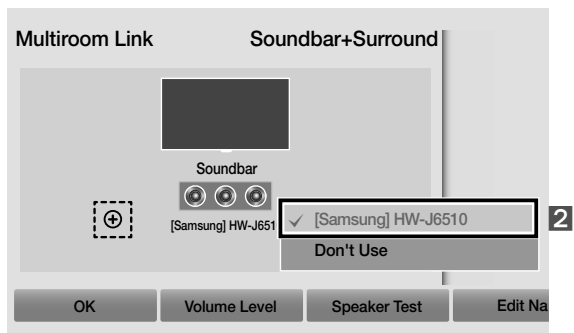 Multiroom Link Soundbar+Surround
Soundbar
[Samsung] HW-J651
[Samsung] HW-J6510
2
Don't Use
OK Volume Level Speaker Test Edit Na